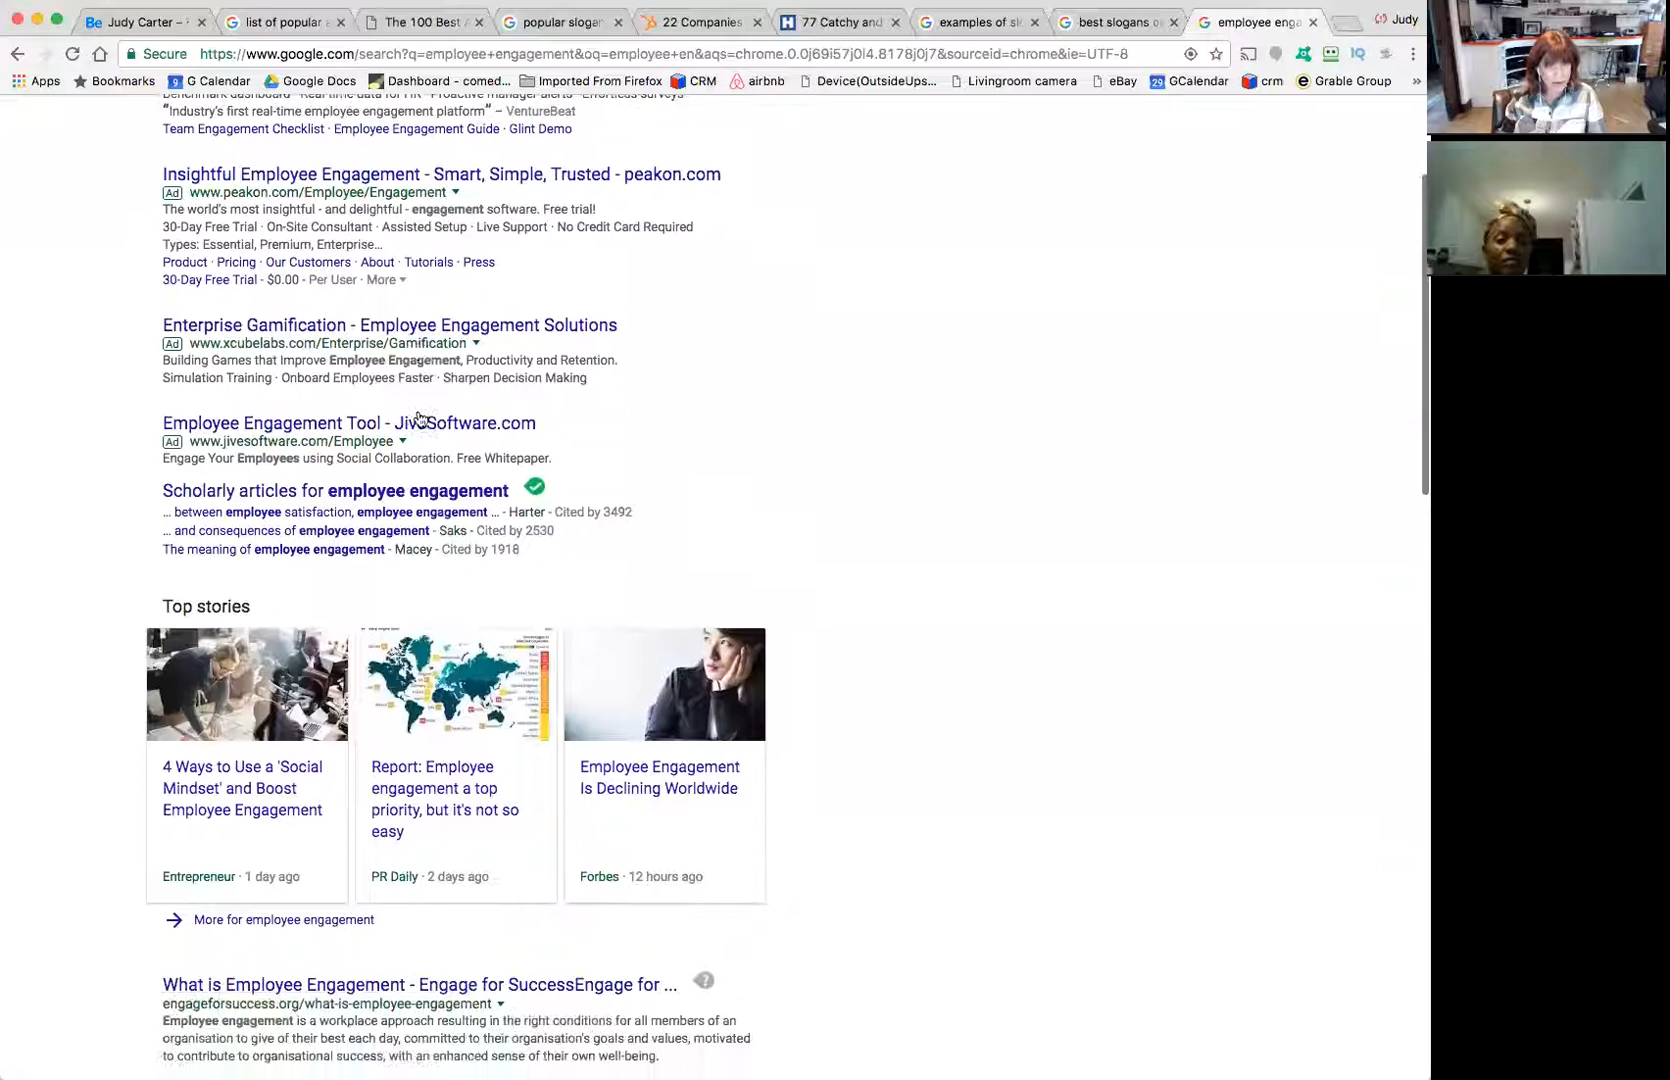 Judy Carter -
list of popular
The 100 Best
popular slogan
22 Companies
77 Catchy and
examples of sl
best slogans o
employee enga
Judy
Secure
https://www.google.com/search?q=employee+engagement&oq=employee+en&aqs=chrome.0.0j69i57j0l4.8178j0j7&sourceid=chrome&ie=UTF-8
Apps
Bookmarks
G Calendar
Google Docs
Dashboard - comed...
Imported From Firefox
CRM
airbnb
Device(OutsideUps...
Livingroom camera
eBay
GCalendar
crm
Grable Group
»
benchmark dashboard · Real time data for HR · Proactive manager alerts · Effortless surveys
“Industry's first real-time employee engagement platform” – VentureBeat
Team Engagement Checklist · Employee Engagement Guide · Glint Demo
Insightful Employee Engagement - Smart, Simple, Trusted - peakon.com
Ad www.peakon.com/Employee/Engagement
The world's most insightful - and delightful - engagement software. Free trial!
30-Day Free Trial · On-Site Consultant · Assisted Setup · Live Support · No Credit Card Required
Types: Essential, Premium, Enterprise...
Product · Pricing · Our Customers · About · Tutorials · Press
30-Day Free Trial - $0.00 - Per User · More
Enterprise Gamification - Employee Engagement Solutions
Ad www.xcubelabs.com/Enterprise/Gamification
Building Games that Improve Employee Engagement, Productivity and Retention.
Simulation Training · Onboard Employees Faster · Sharpen Decision Making
Employee Engagement Tool - JiveSoftware.com
Ad www.jivesoftware.com/Employee
Engage Your Employees using Social Collaboration. Free Whitepaper.
Scholarly articles for employee engagement
... between employee satisfaction, employee engagement ... - Harter - Cited by 3492
... and consequences of employee engagement - Saks - Cited by 2530
The meaning of employee engagement - Macey - Cited by 1918
Top stories
4 Ways to Use a 'Social
Mindset' and Boost
Employee Engagement
Entrepreneur · 1 day ago
Report: Employee
engagement a top
priority, but it's not so
easy
PR Daily · 2 days ago
Employee Engagement
Is Declining Worldwide
Forbes · 12 hours ago
More for employee engagement
What is Employee Engagement - Engage for SuccessEngage for ...
engageforsuccess.org/what-is-employee-engagement
Employee engagement is a workplace approach resulting in the right conditions for all members of an
organisation to give of their best each day, committed to their organisation's goals and values, motivated
to contribute to organisational success, with an enhanced sense of their own well-being.